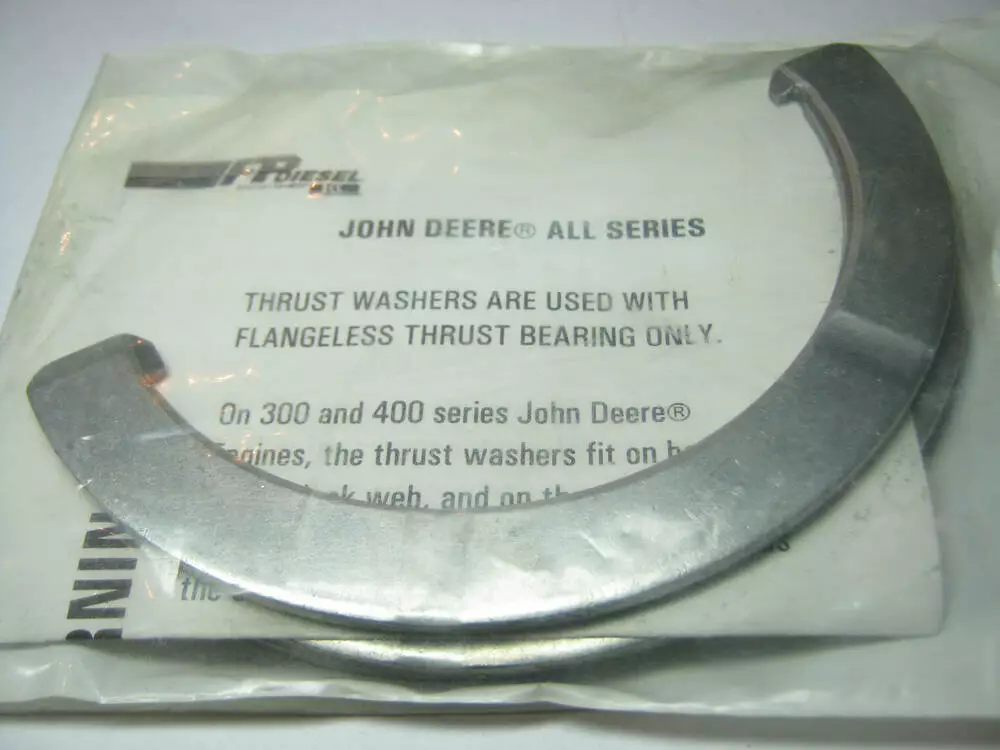 FP DIESEL
JOHN DEERE® ALL SERIES
THRUST WASHERS ARE USED WITH
FLANGELESS THRUST BEARING ONLY.
On 300 and 400 series John Deere®
the thrust washers fit on
web, and on
the